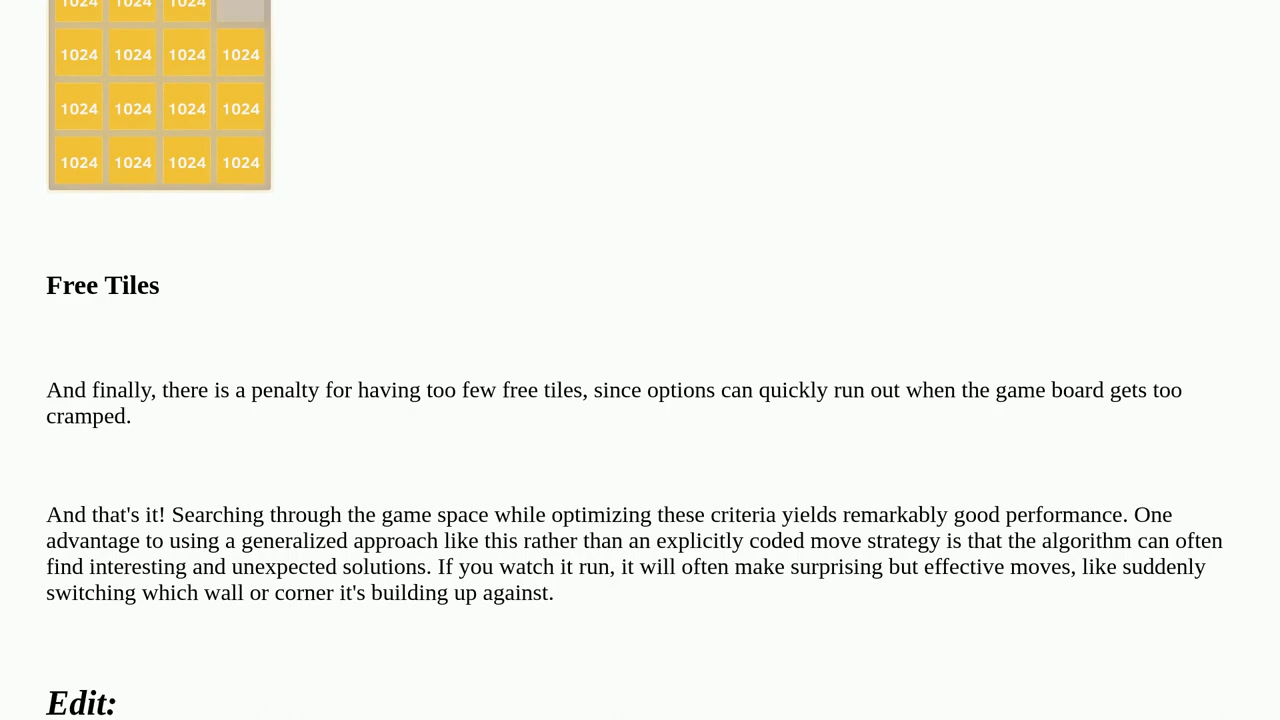 1024 1024 1024
1024 1024 1024 1024
1024 1024 1024 1024
1024 1024 1024 1024
Free Tiles
And finally, there is a penalty for having too few free tiles, since options can quickly run out when the game board gets too
cramped.
And that's it! Searching through the game space while optimizing these criteria yields remarkably good performance. One
advantage to using a generalized approach like this rather than an explicitly coded move strategy is that the algorithm can often
find interesting and unexpected solutions. If you watch it run, it will often make surprising but effective moves, like suddenly
switching which wall or corner it's building up against.
Edit: